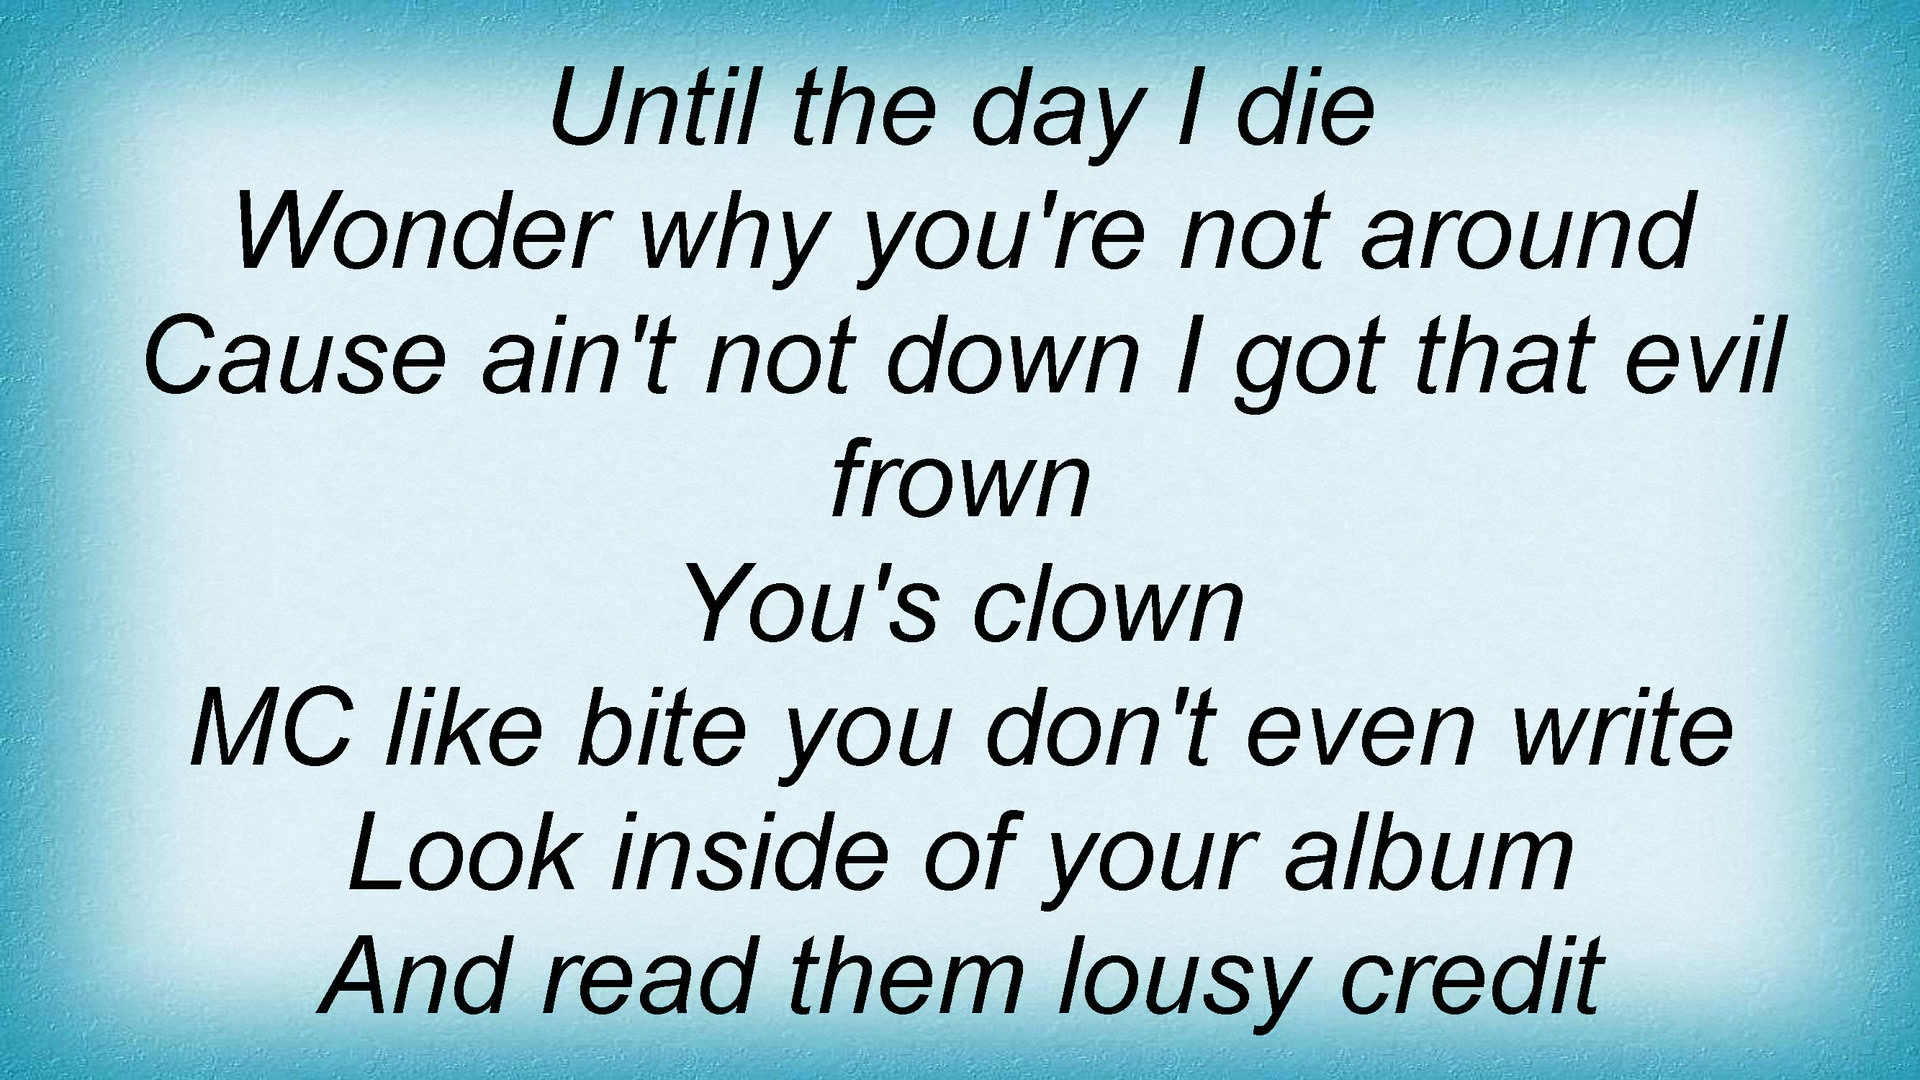 Until the day I die
Wonder why you're not around
Cause ain't not down I got that evil
frown
You's clown
MC like bite you don't even write
Look inside of your album
And read them lousy credit